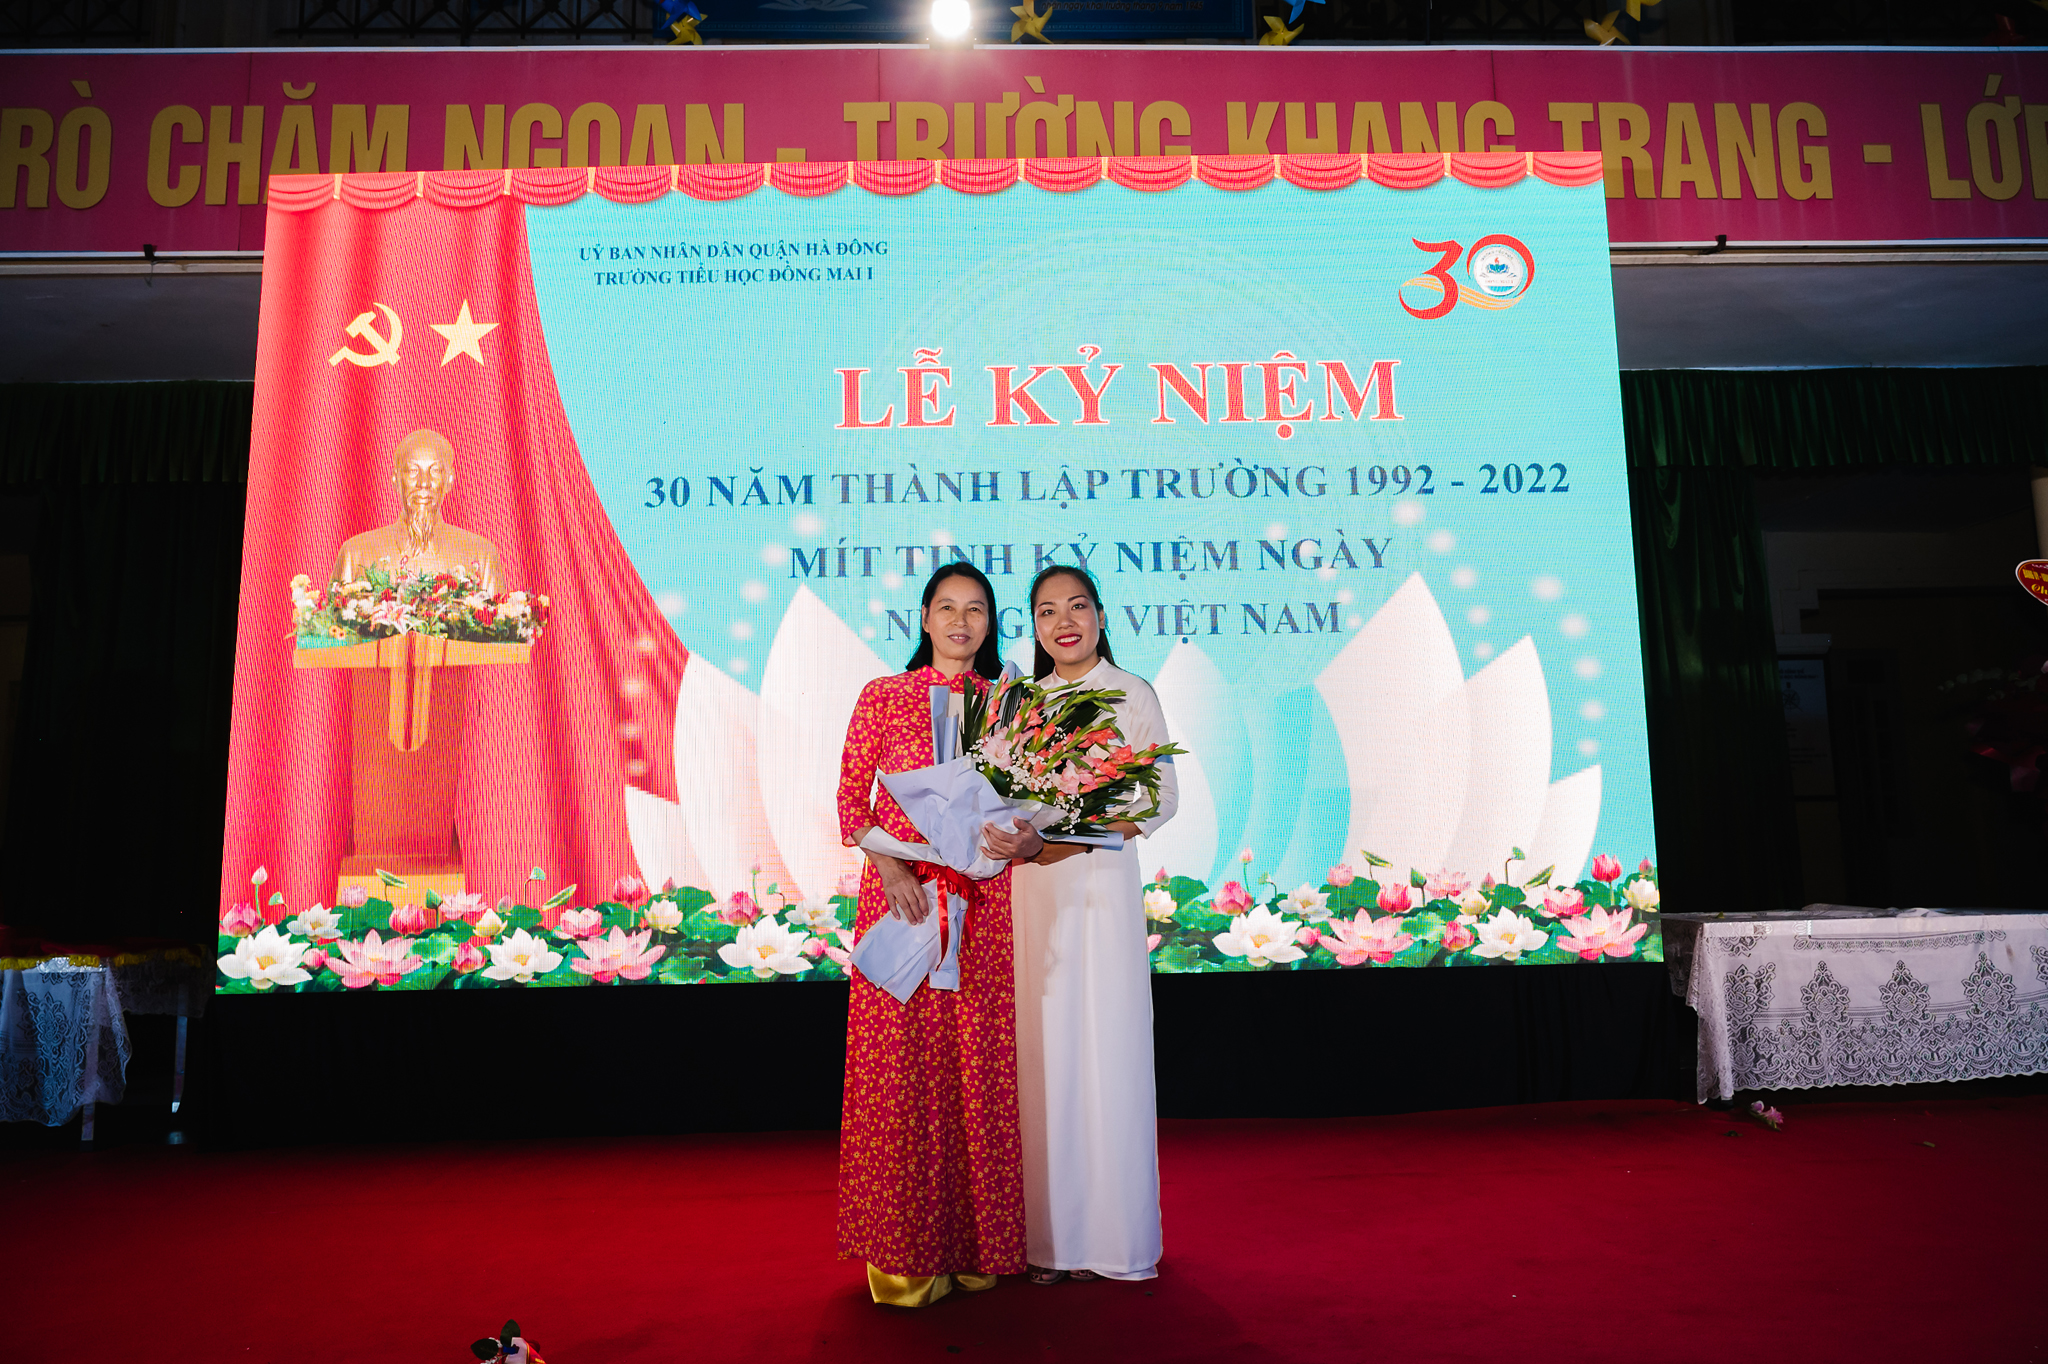 RÒ CHĂM NGOAN - TRƯỜNG KHANG TRANG - LỚP
UỶ BAN NHÂN DÂN QUẬN HÀ ĐÔNG
TRƯỜNG TIỂU HỌC ĐỒNG MAI I
30
LỄ KỶ NIỆM
30 NĂM THÀNH LẬP TRƯỜNG 1992 - 2022
MÍT TINH KỶ NIỆM NGÀY
VIỆT NAM